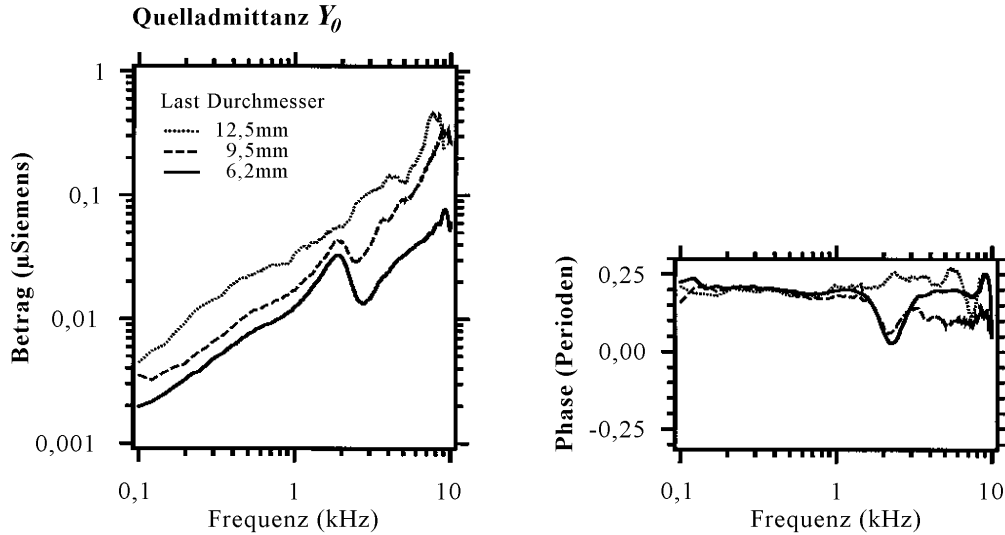 Quelladmittanz Y0
1
0,1
0,01
0,001
Betrag (µSiemens)
Last Durchmesser
12,5mm
9,5mm
6,2mm
0,1 1 10
Frequenz (kHz)
0,25
0,00
-0,25
Phase (Perioden)
0,1 1 10
Frequenz (kHz)